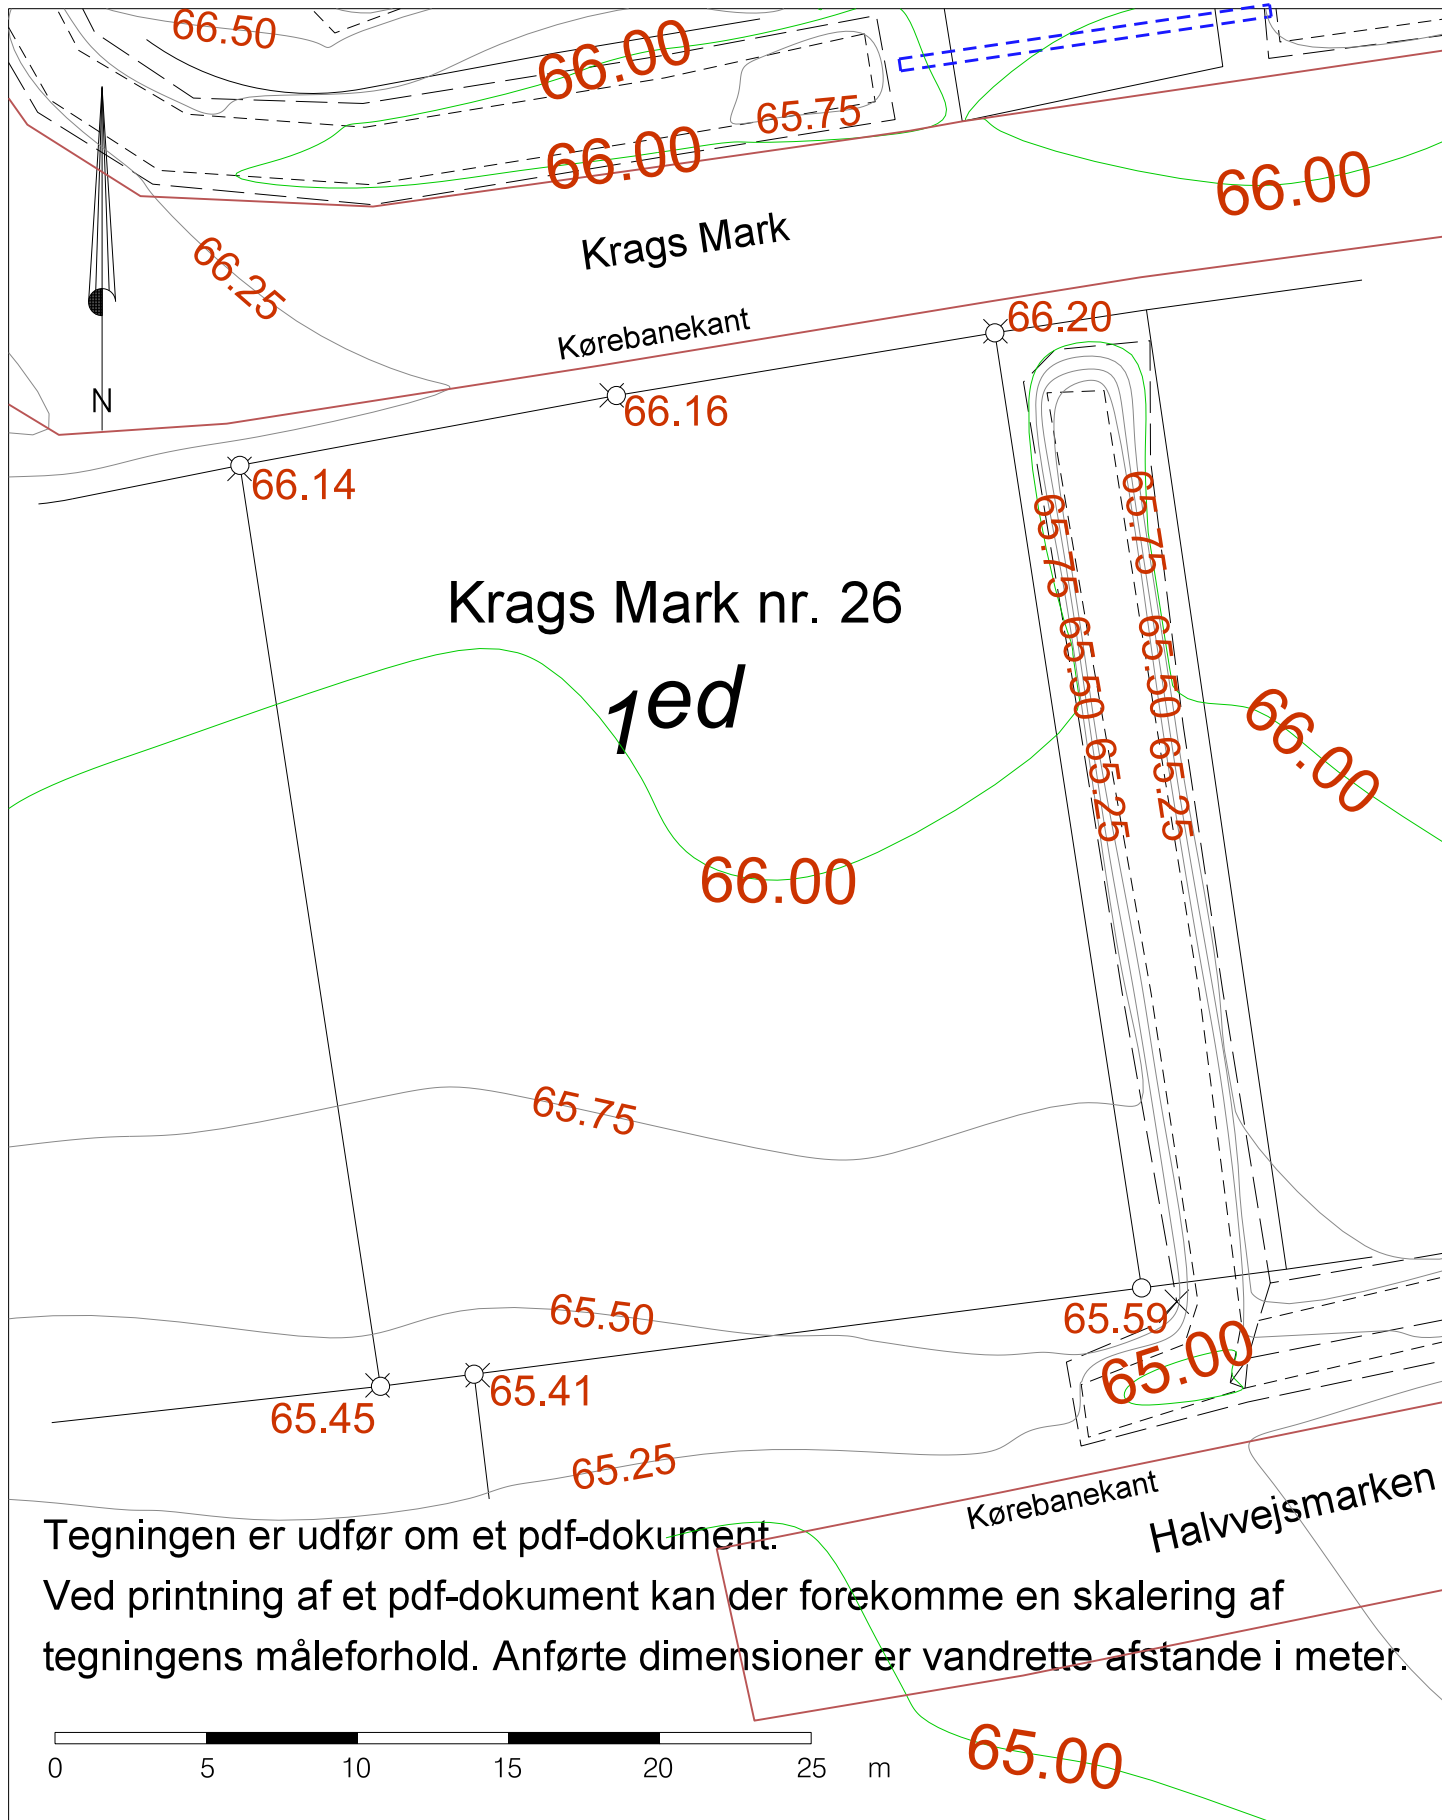 66.50
66.00
65.75
66.00
66.00
Krags Mark
66.25
Kørebanekant
66.20
N
66.16
66.14
65.75
65.75
Krags Mark nr. 26
1ed
65.50
65.50
66.00
65.25
65.25
66.00
65.75
65.50
65.59
65.00
65.45
65.41
65.25
Kørebanekant
Halvvejsmarken
Tegningen er udfør om et pdf-dokument.
Ved printning af et pdf-dokument kan der forekomme en skalering af
tegningens måleforhold. Anførte dimensioner er vandrette afstande i meter.
65.00
0 5 10 15 20 25 m